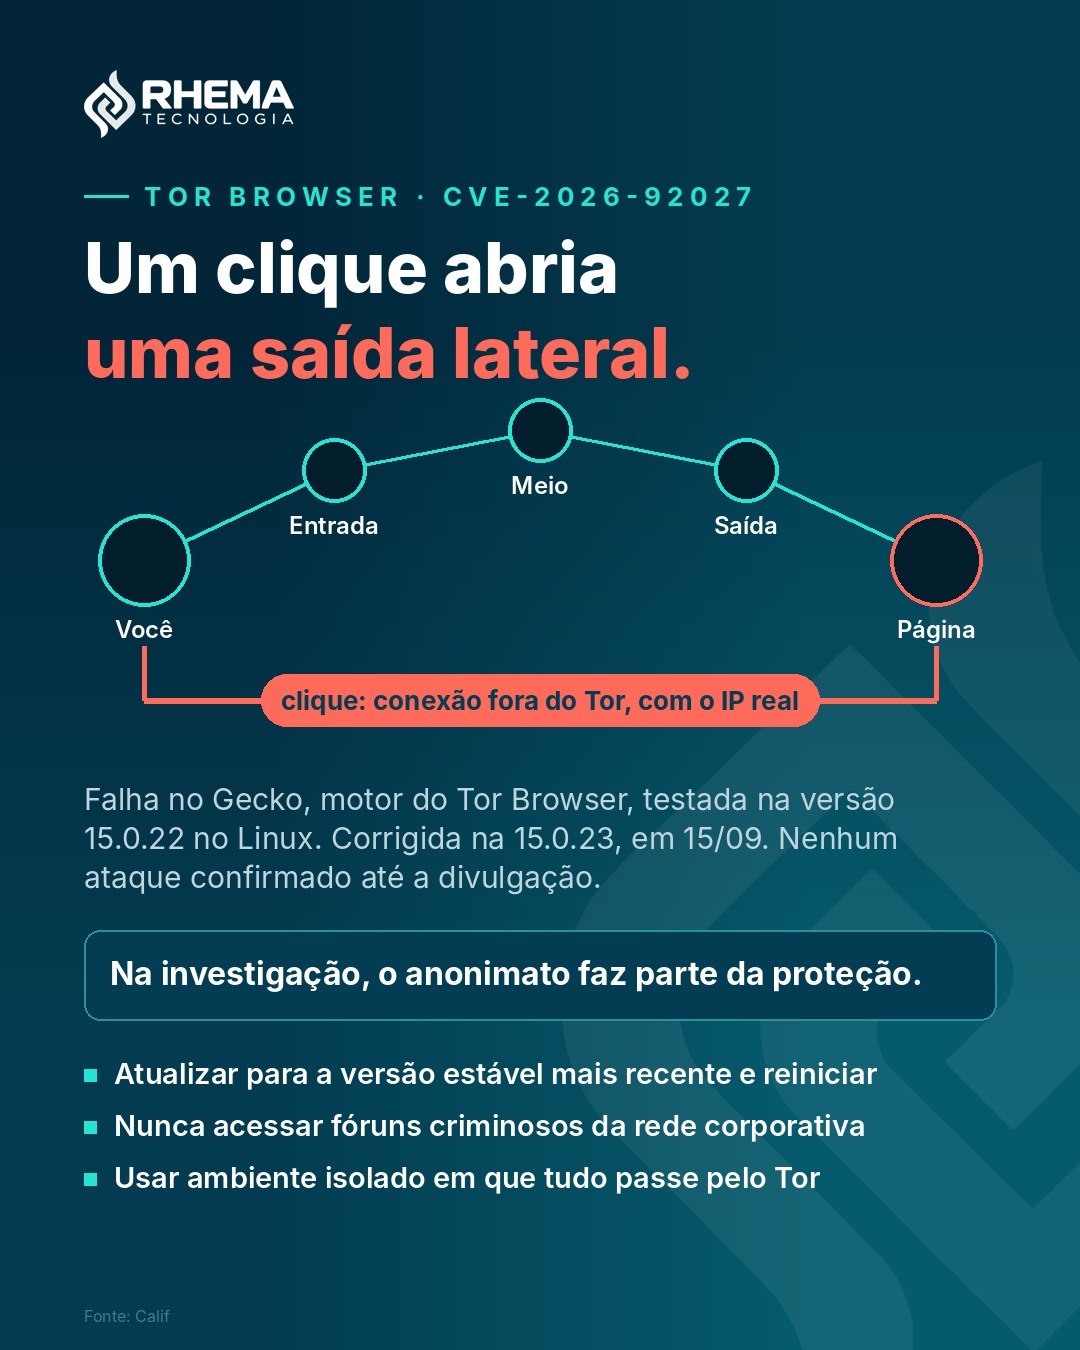 RHEMA
TECNOLOGIA
TOR BROWSER · CVE-2026-92027
Um clique abria
uma saída lateral.
Meio
Entrada
Saída
Você
Página
clique: conexão fora do Tor, com o IP real
Falha no Gecko, motor do Tor Browser, testada na versão
15.0.22 no Linux. Corrigida na 15.0.23, em 15/09. Nenhum
ataque confirmado até a divulgação.
Na investigação, o anonimato faz parte da proteção.
Atualizar para a versão estável mais recente e reiniciar
Nunca acessar fóruns criminosos da rede corporativa
Usar ambiente isolado em que tudo passe pelo Tor
Fonte: Calif